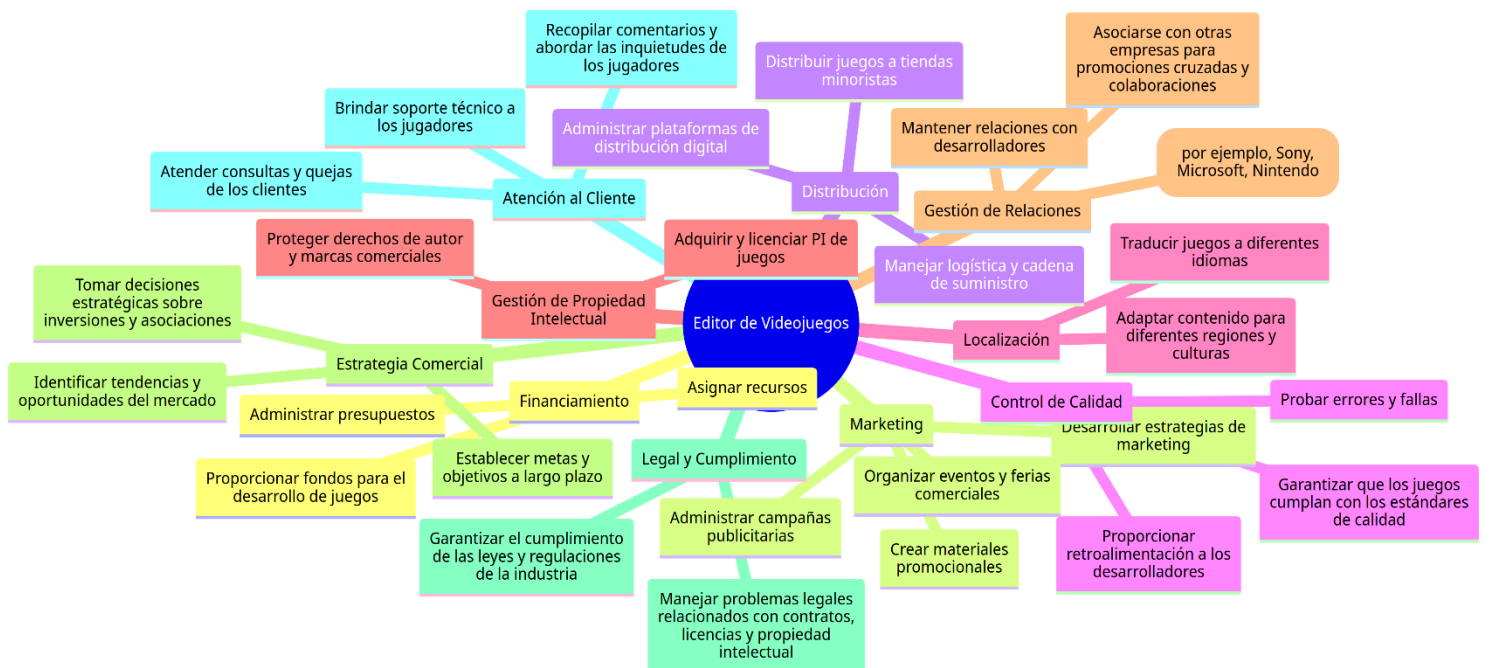 Recopilar comentarios y
abordar las inquietudes de
los jugadores
Brindar soporte técnico a
los jugadores
Atender consultas y quejas
de los clientes
Atención al Cliente
Distribuir juegos a tiendas
minoristas
Administrar plataformas de
distribución digital
Distribución
Manejar logística y cadena
de suministro
Asociarse con otras
empresas para
promociones cruzadas y
colaboraciones
Mantener relaciones con
desarrolladores
por ejemplo, Sony,
Microsoft, Nintendo
Gestión de Relaciones
Proteger derechos de autor
y marcas comerciales
Adquirir y licenciar PI de
juegos
Gestión de Propiedad
Intelectual
Editor de Videojuegos
Traducir juegos a diferentes
idiomas
Adaptar contenido para
diferentes regiones y
culturas
Localización
Tomar decisiones
estratégicas sobre
inversiones y asociaciones
Estrategia Comercial
Identificar tendencias y
oportunidades del mercado
Establecer metas y
objetivos a largo plazo
Asignar recursos
Financiamiento
Administrar presupuestos
Proporcionar fondos para el
desarrollo de juegos
Legal y Cumplimiento
Garantizar el cumplimiento
de las leyes y regulaciones
de la industria
Manejar problemas legales
relacionados con contratos,
licencias y propiedad
intelectual
Marketing
Desarrollar estrategias de
marketing
Organizar eventos y ferias
comerciales
Administrar campañas
publicitarias
Crear materiales
promocionales
Control de Calidad
Probar errores y fallas
Garantizar que los juegos
cumplan con los estándares
de calidad
Proporcionar
retroalimentación a los
desarrolladores